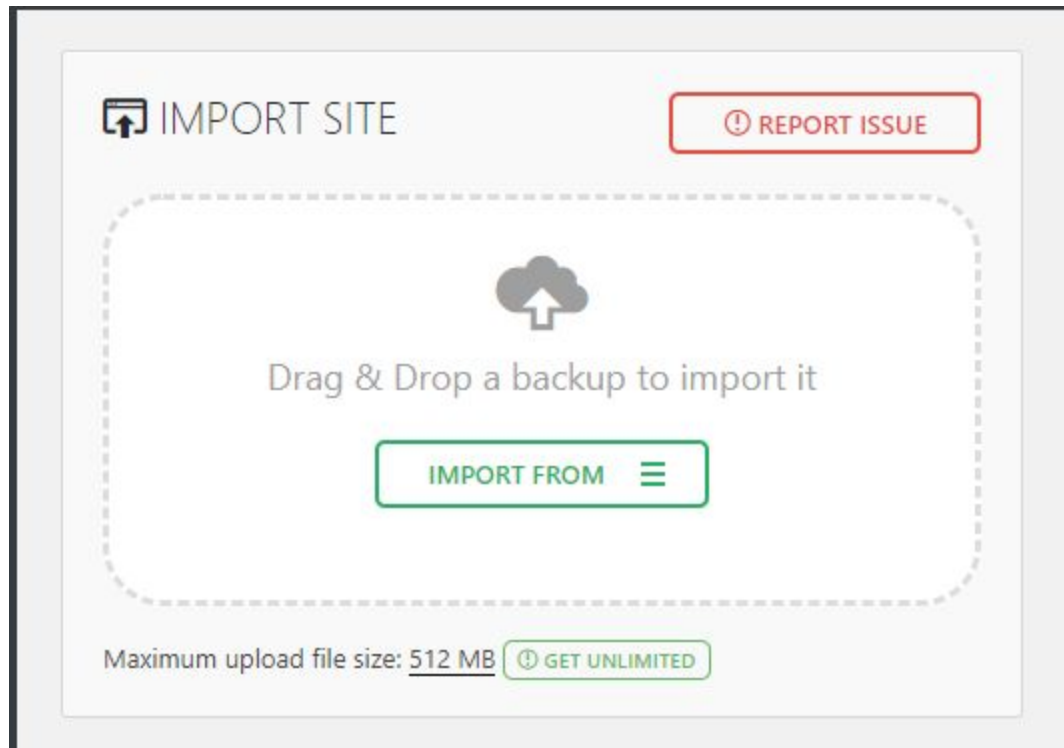 IMPORT SITE
REPORT ISSUE
Drag & Drop a backup to import it
IMPORT FROM
Maximum upload file size: 512 MB GET UNLIMITED